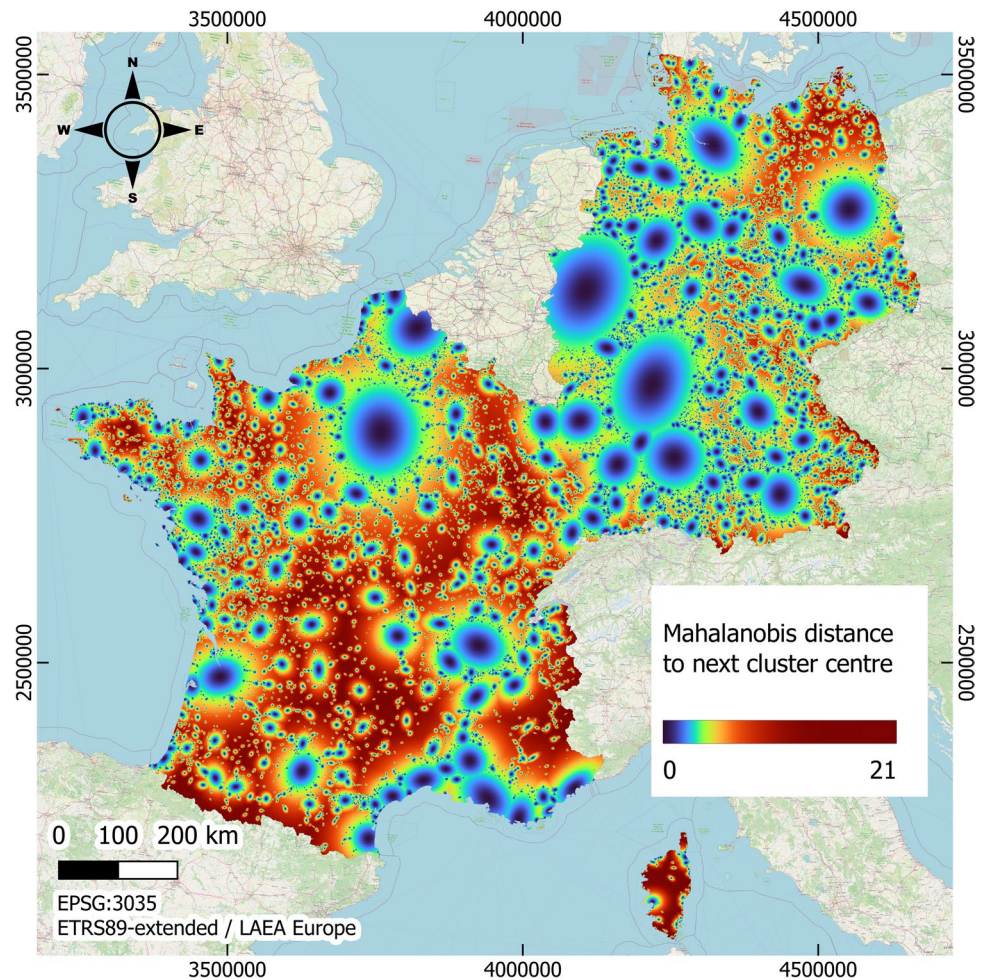 3500000 4000000 4500000
3500000 3500000
N
W E
S
3000000 3000000
Mahalanobis distance
to next cluster centre
2500000 2500000
0 21
0 100 200 km
EPSG:3035
ETRS89-extended / LAEA Europe
3500000 4000000 4500000